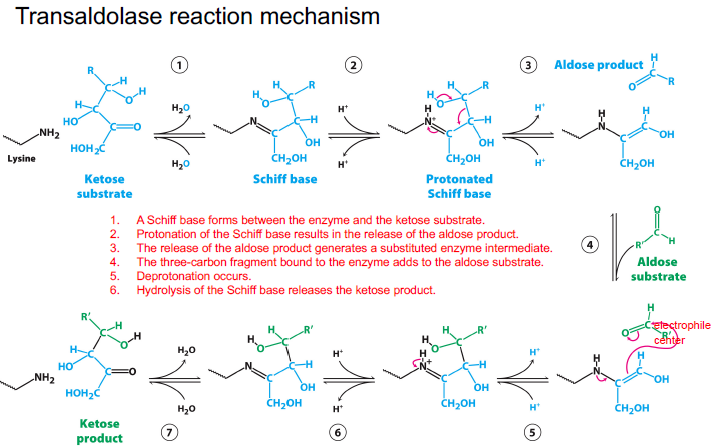 Transaldolase reaction mechanism
1
2
3
Aldose product
H
O
C
R
R
H
C
O
H
H
C
OH
HO
C
O
HOH₂C
NH₂
Lysine
Ketose
substrate
H₂O
H₂O
H
H
R
O
C
N
C
H
C
OH
CH₂OH
Schiff base
H⁺
H⁺
H
H
R
O
C
H
N⁺
C
H
C
OH
CH₂OH
Protonated
Schiff base
H⁺
H⁺
H
H
N
C
C
OH
CH₂OH
1. A Schiff base forms between the enzyme and the ketose substrate.
2. Protonation of the Schiff base results in the release of the aldose product.
3. The release of the aldose product generates a substituted enzyme intermediate.
4. The three-carbon fragment bound to the enzyme adds to the aldose substrate.
5. Deprotonation occurs.
6. Hydrolysis of the Schiff base releases the ketose product.
4
O
C
R'
H
Aldose
substrate
R'
H
C
O
H
H
C
HO
C
O
HOH₂C
NH₂
Ketose
product
H₂O
H₂O
7
H
H
R'
O
C
N
C
H
C
OH
CH₂OH
H⁺
H⁺
6
H
H
R'
O
C
H
N
+
C
H
C
OH
CH₂OH
H⁺
H⁺
5
H
O
C
R'
electrophile
center
H
H
N
C
C
OH
CH₂OH